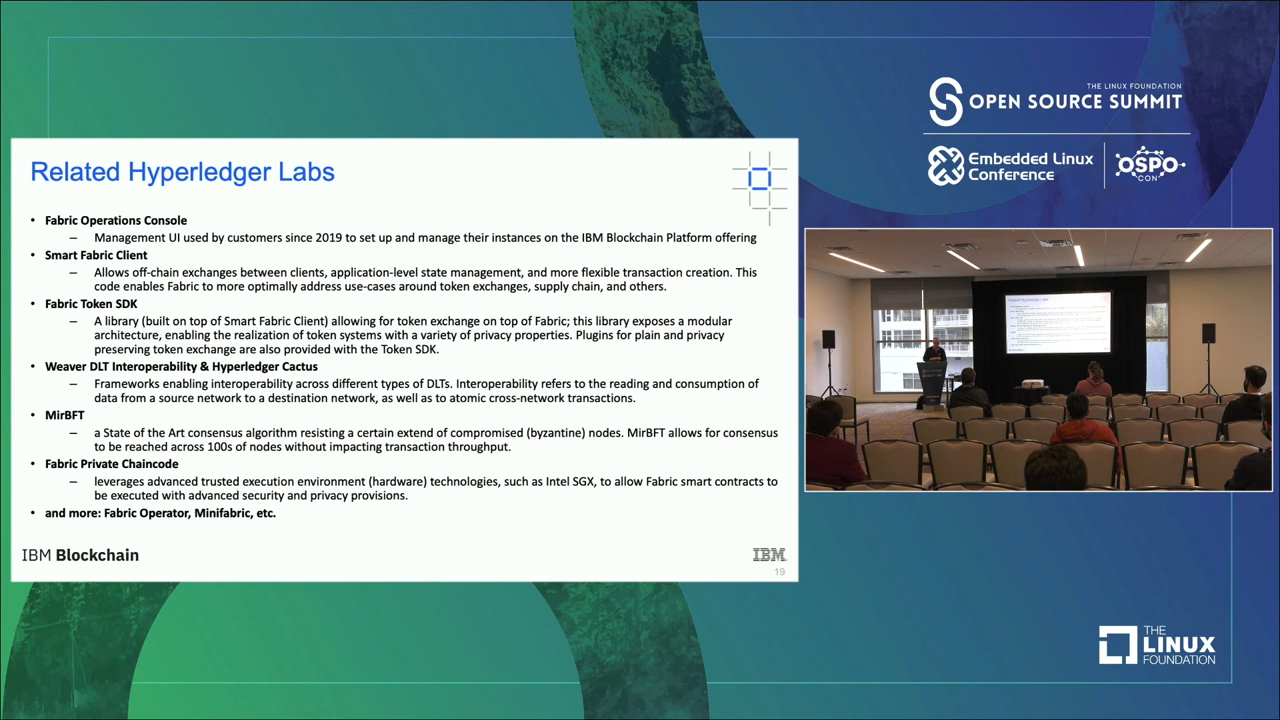 THE LINUX FOUNDATION
OPEN SOURCE SUMMIT
Embedded Linux
Conference
OSPO
CON
Related Hyperledger Labs
• Fabric Operations Console
– Management UI used by customers since 2019 to set up and manage their instances on the IBM Blockchain Platform offering
• Smart Fabric Client
– Allows off-chain exchanges between clients, application-level state management, and more flexible transaction creation. This
code enables Fabric to more optimally address use-cases around token exchanges, supply chain, and others.
• Fabric Token SDK
– A library (built on top of Smart Fabric Client) allowing for token exchange on top of Fabric; this library exposes a modular
architecture, enabling the realization of token systems with a variety of privacy properties. Plugins for plain and privacy
preserving token exchange are also provided with the Token SDK.
• Weaver DLT Interoperability & Hyperledger Cactus
– Frameworks enabling interoperability across different types of DLTs. Interoperability refers to the reading and consumption of
data from a source network to a destination network, as well as to atomic cross-network transactions.
• MirBFT
– a State of the Art consensus algorithm resisting a certain extend of compromised (byzantine) nodes. MirBFT allows for consensus
to be reached across 100s of nodes without impacting transaction throughput.
• Fabric Private Chaincode
– leverages advanced trusted execution environment (hardware) technologies, such as Intel SGX, to allow Fabric smart contracts to
be executed with advanced security and privacy provisions.
• and more: Fabric Operator, Minifabric, etc.
IBM Blockchain
IBM
19
Related Hyperledger Labs
THE
LINUX
FOUNDATION